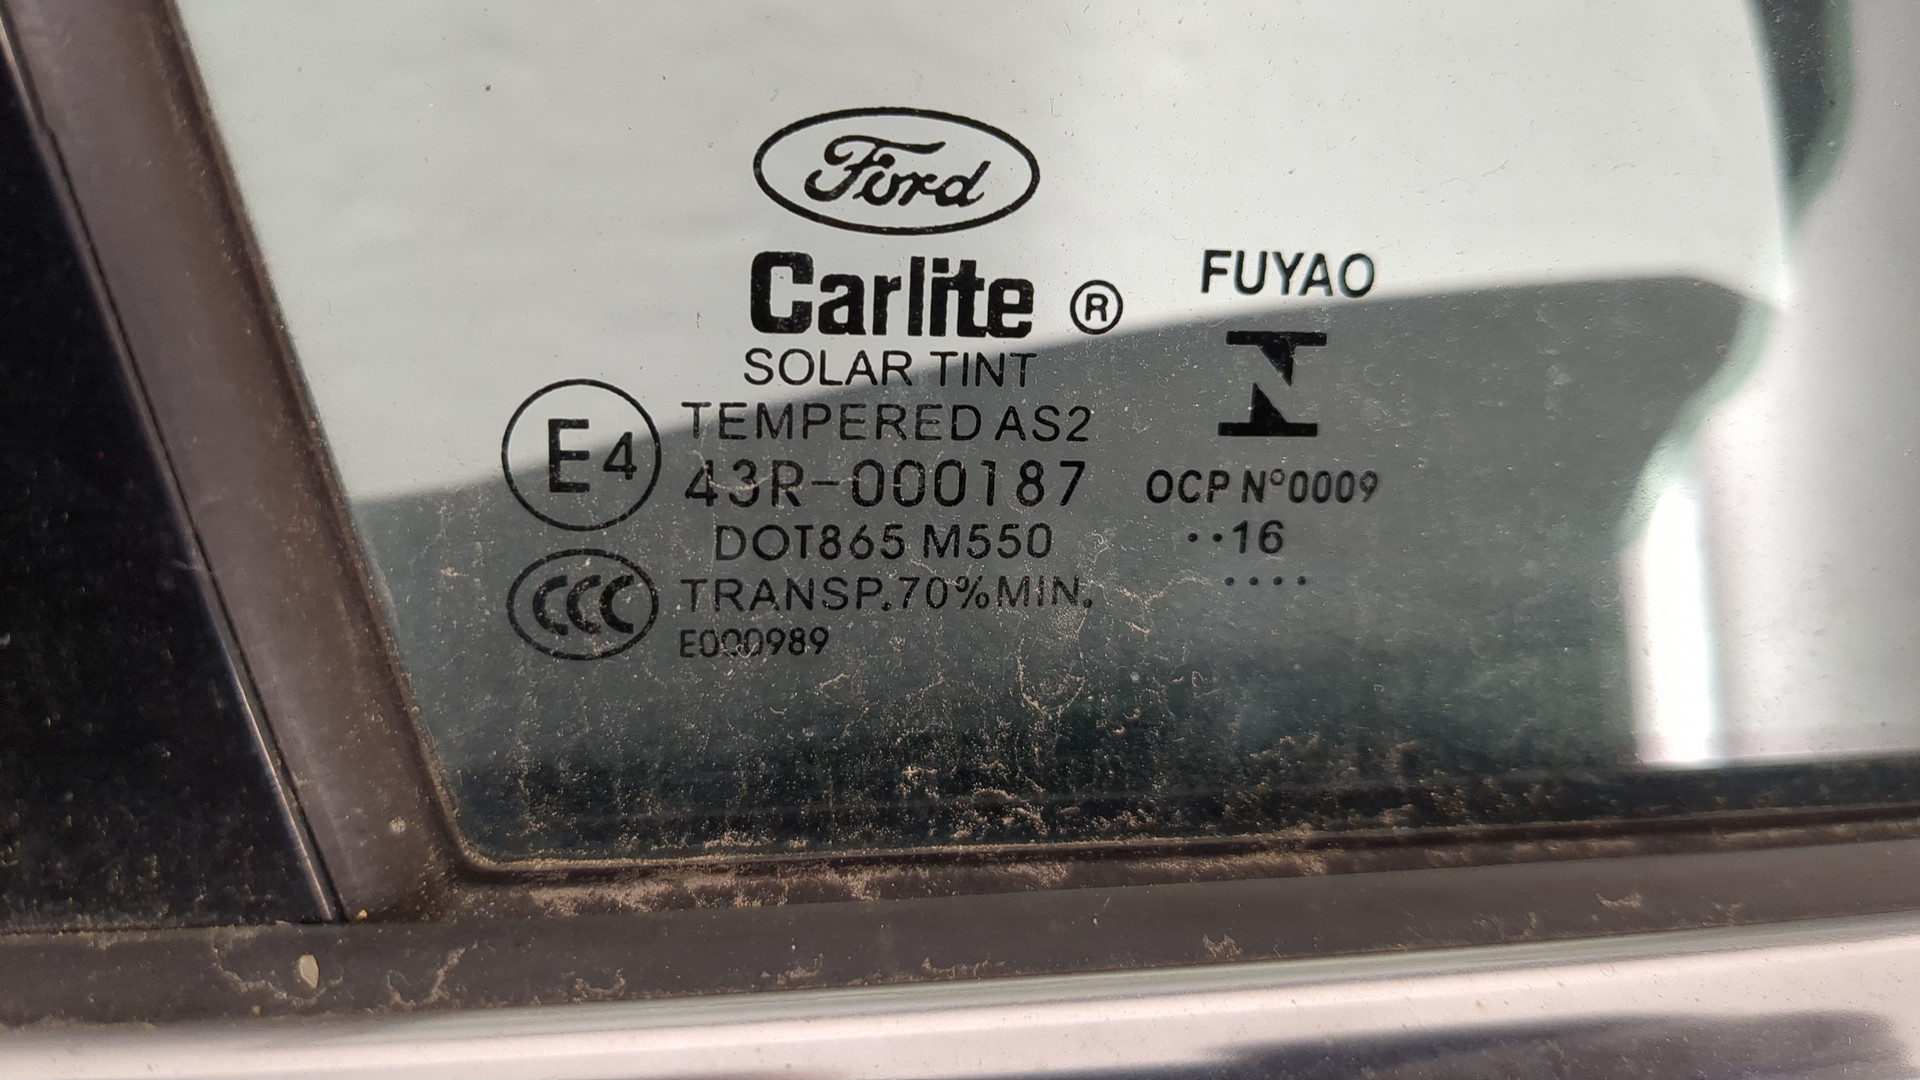 Ford
Carlite ®
SOLAR TINT
TEMPERED AS2
E4
43R-000187
DOT865 M550
CCC
TRANSP.70%MIN.
E000989
FUYAO
OCP N°0009
··16
····